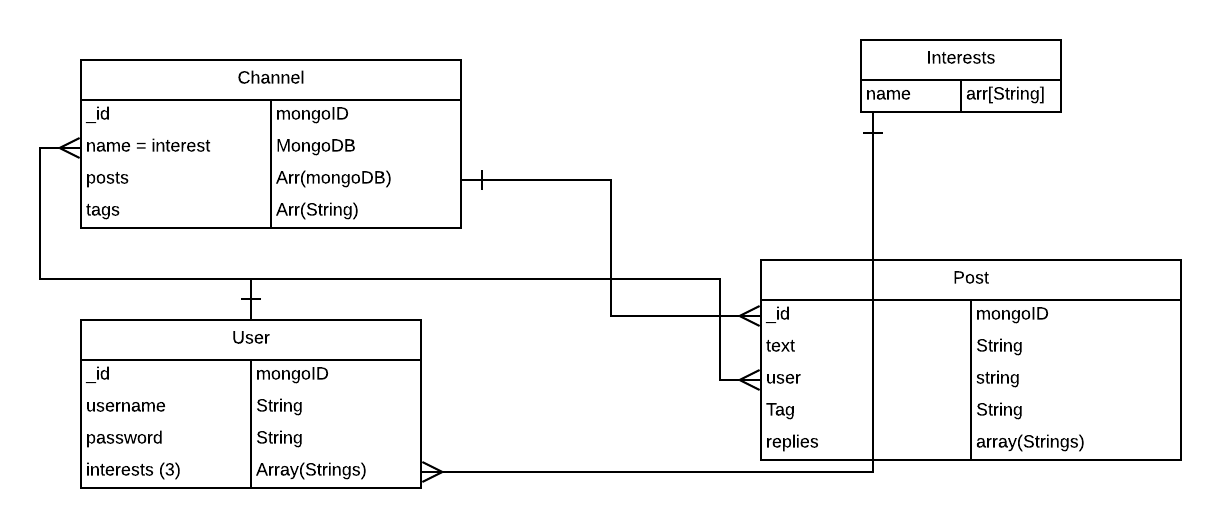 Channel
_id mongoID
name = interest MongoDB
posts Arr(mongoDB)
tags Arr(String)
Interests
name arr[String]
User
_id mongoID
username String
password String
interests (3) Array(Strings)
Post
_id mongoID
text String
user string
Tag String
replies array(Strings)